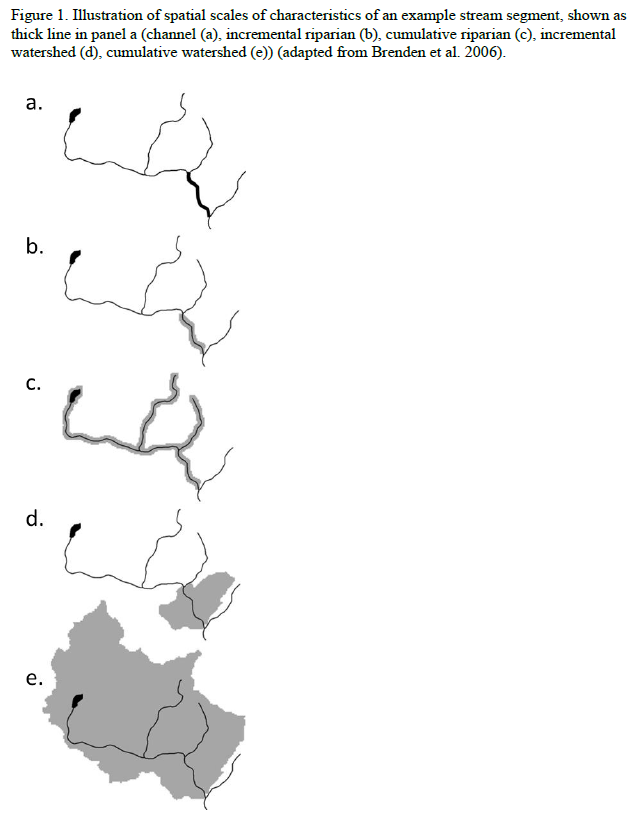 Figure 1. Illustration of spatial scales of characteristics of an example stream segment, shown as
thick line in panel a (channel (a), incremental riparian (b), cumulative riparian (c), incremental
watershed (d), cumulative watershed (e)) (adapted from Brenden et al. 2006).
a.
b.
c.
d.
e.